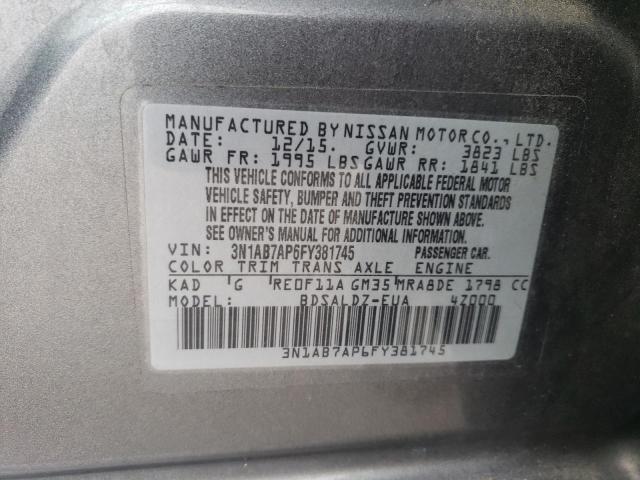 MANUFACTURED BY NISSAN MOTOR CO., LTD.
DATE: 12/15. GVWR: 3823 LBS
GAWR FR: 1995 LBS GAWR RR: 1841 LBS
THIS VEHICLE CONFORMS TO ALL APPLICABLE FEDERAL MOTOR
VEHICLE SAFETY, BUMPER AND THEFT PREVENTION STANDARDS
IN EFFECT ON THE DATE OF MANUFACTURE SHOWN ABOVE.
SEE OWNER'S MANUAL FOR ADDITIONAL INFORMATION.
VIN: 3N1AB7AP6FY381745 PASSENGER CAR.
COLOR TRIM TRANS AXLE ENGINE
KAD G RE0F11A GM35 MRA8DE 1798 CC
MODEL: BDSALDZ-EUA 4Z000
3N1AB7AP6FY381745